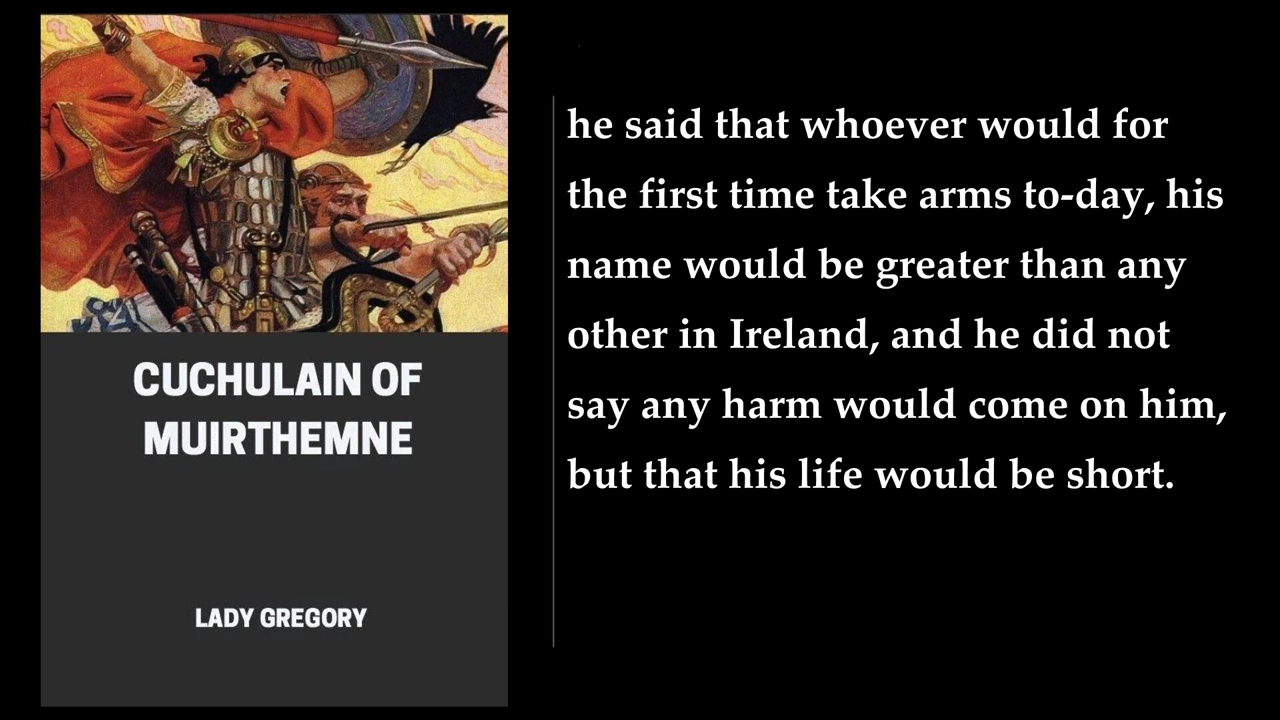 CUCHULAIN OF
MUIRTHEMNE
LADY GREGORY
he said that whoever would for
the first time take arms to-day, his
name would be greater than any
other in Ireland, and he did not
say any harm would come on him,
but that his life would be short.